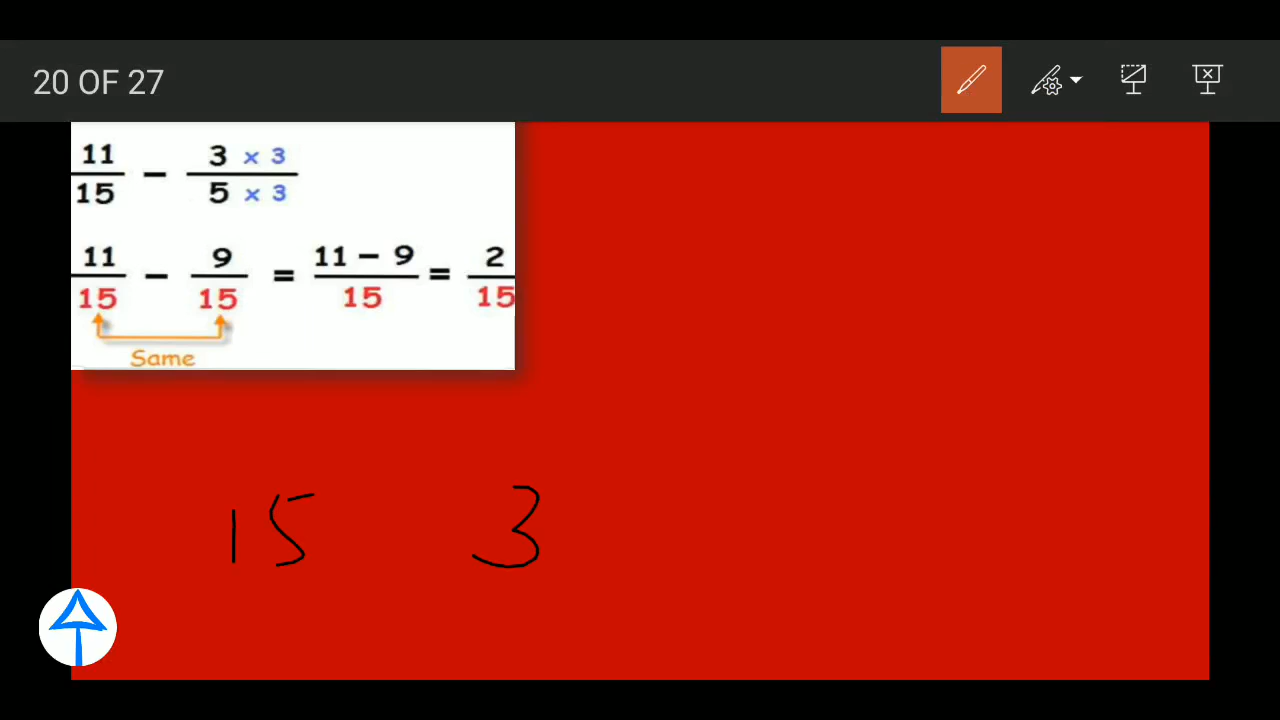 20 OF 27
11/15 − 3 × 3/5 × 3
11/15 − 9/15 = 11 − 9/15 = 2/15
Same
15 3